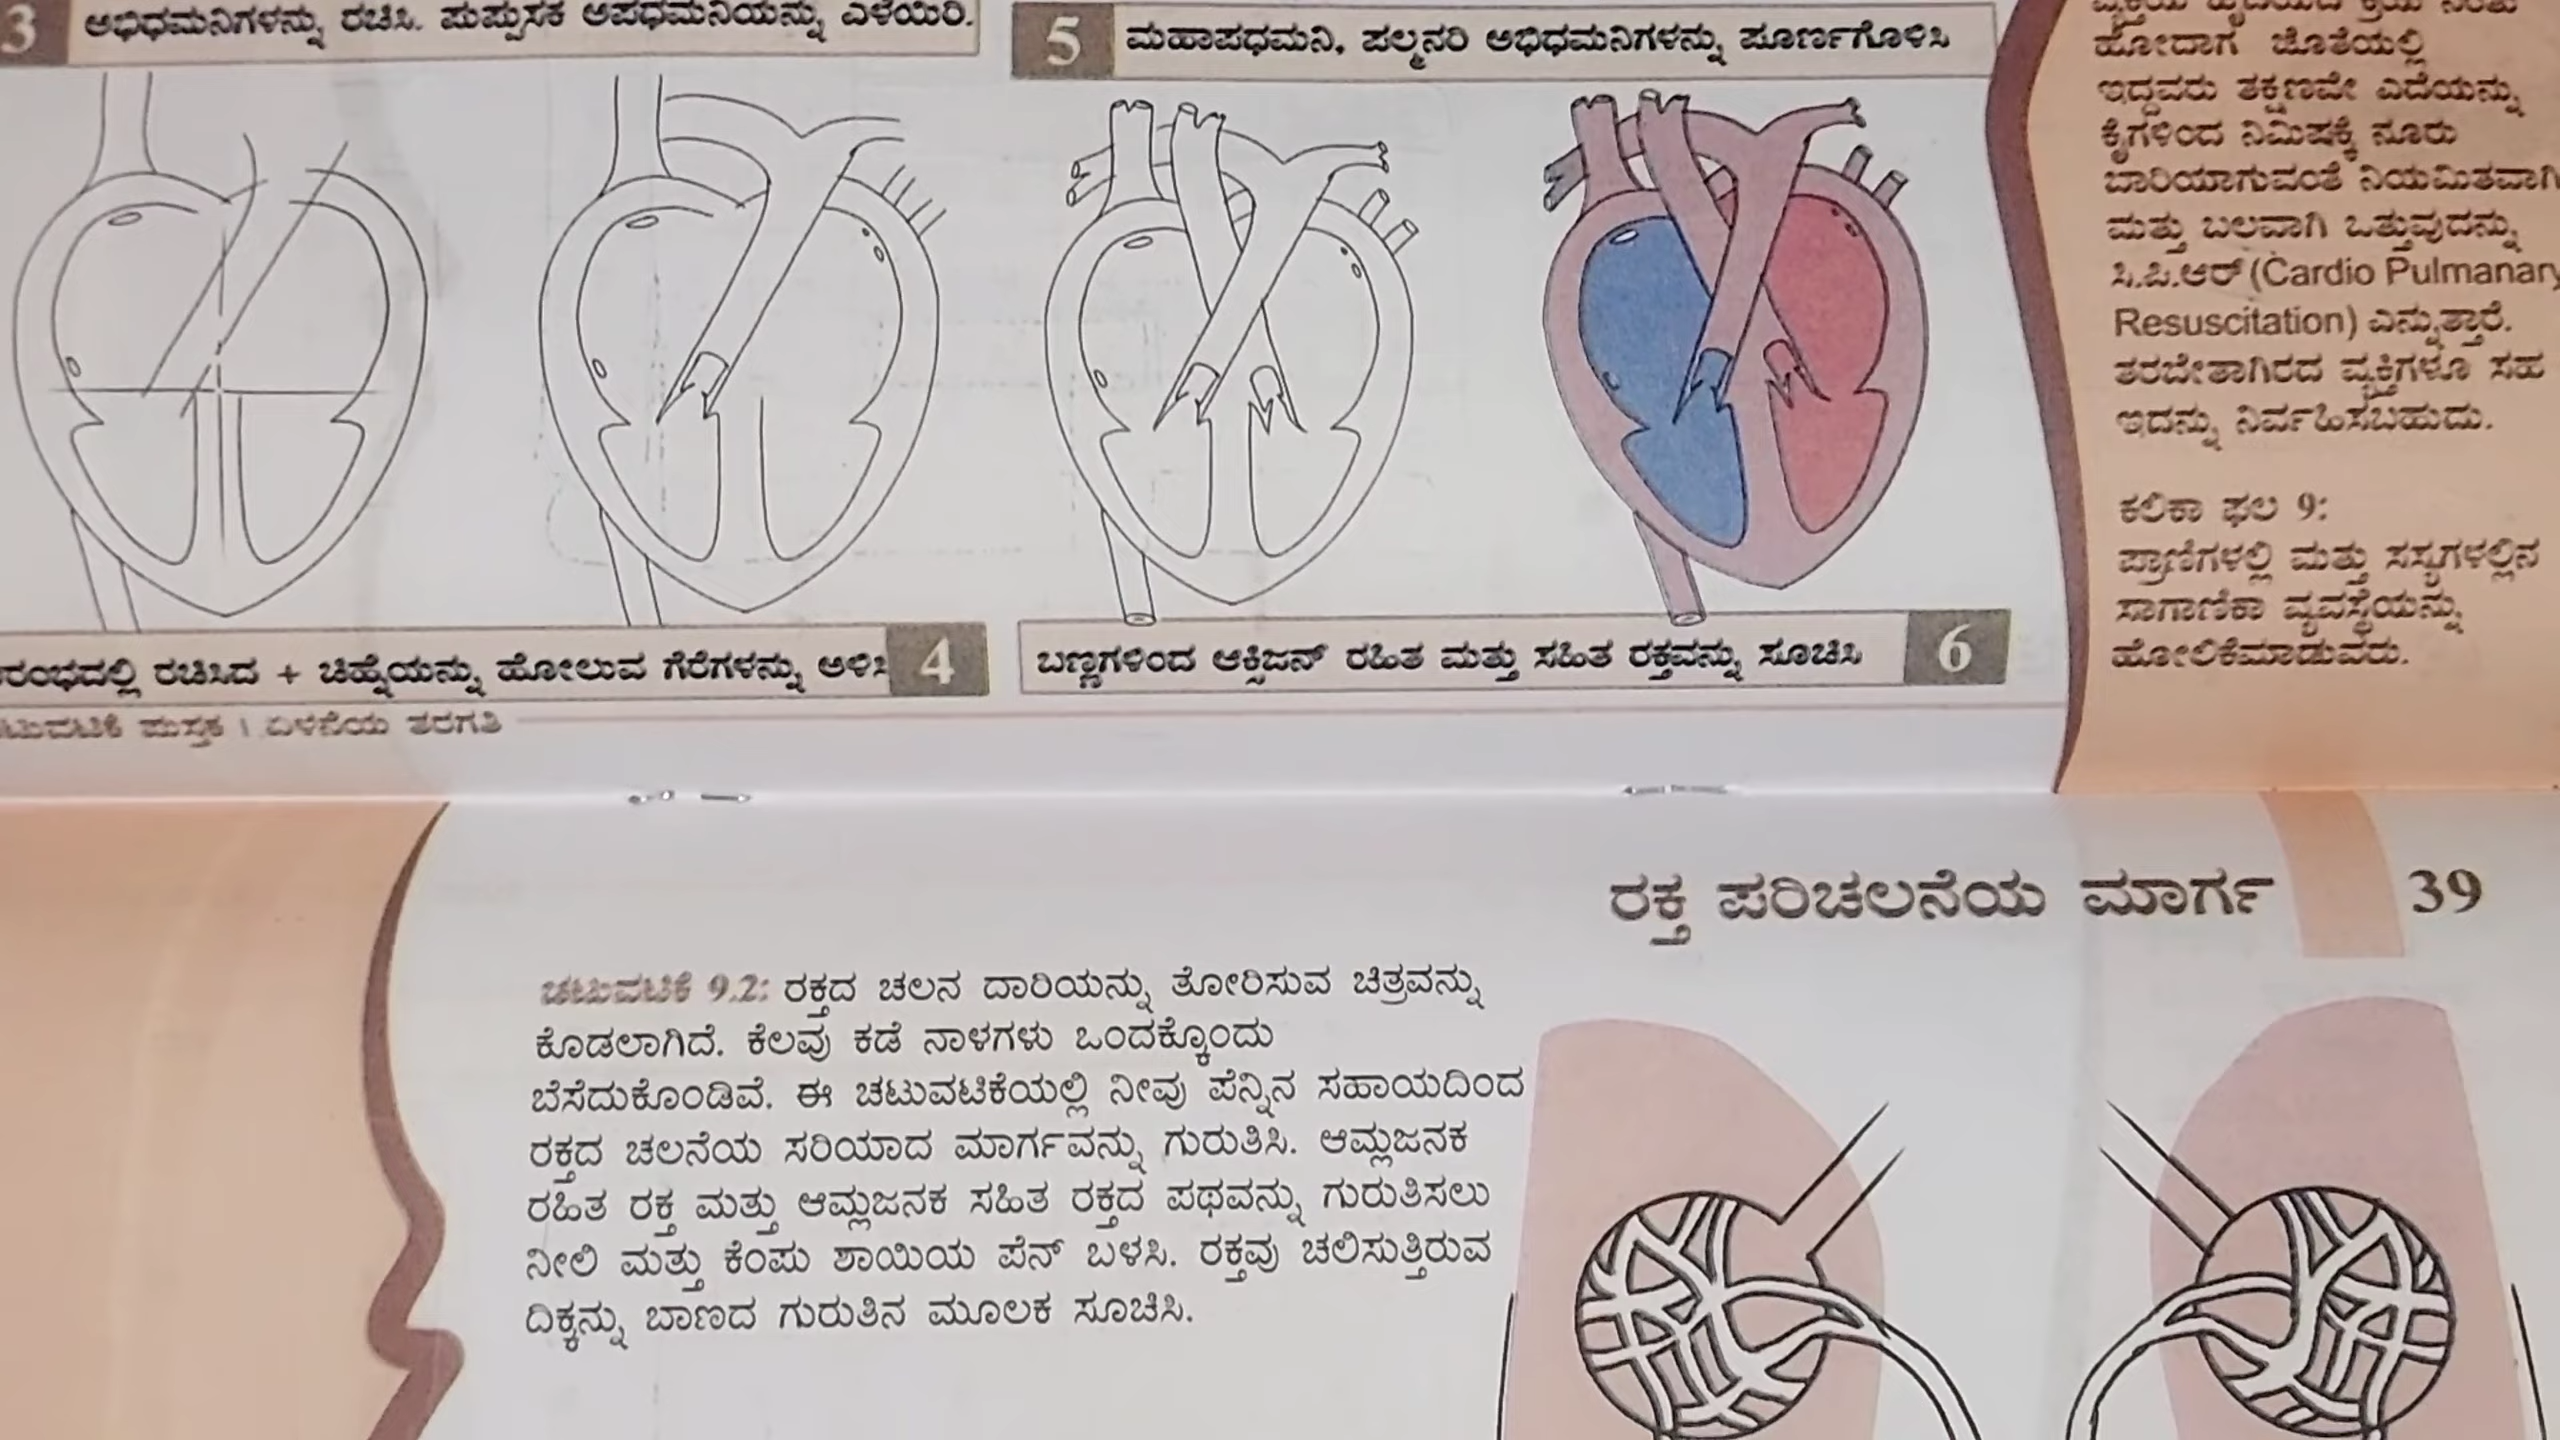 3 ಅಭಿಧಮನಿಗಳನ್ನು ರಚಿಸಿ. ಪುಪ್ಪುಸಕ ಅಪಧಮನಿಯನ್ನು ಎಳೆಯಿರಿ.
5 ಮಹಾಪಧಮನಿ, ಪಲ್ಮನರಿ ಅಭಿಧಮನಿಗಳನ್ನು ಪೂರ್ಣಗೊಳಿಸಿ
ರಚಿಸಿದ + ಚಿಹ್ನೆಯನ್ನು ಹೋಲುವ ಗೆರೆಗಳನ್ನು 4
ಬಣ್ಣಗಳಿಂದ ಆಕ್ಸಿಜನ್ ರಹಿತ ಮತ್ತು ಸಹಿತ ರಕ್ತವನ್ನು ಸೂಚಿಸಿ 6
ಪುಸ್ತಕ । ಏಳನೆಯ ತರಗತಿ
ಹೋದಾಗ ಜೊತೆಯಲ್ಲಿ
ಇದ್ದವರು ತಕ್ಷಣವೇ ಎದೆಯನ್ನು
ಕೈಗಳಿಂದ ನಿಮಿಷಕ್ಕೆ ನೂರು
ಬಾರಿಯಾಗುವಂತೆ ನಿಯಮಿತವಾಗಿ
ಮತ್ತು ಬಲವಾಗಿ ಒತ್ತುವುದನ್ನು
ಸಿ.ಪಿ.ಆರ್ (Cardio Pulmanary
Resuscitation) ಎನ್ನುತ್ತಾರೆ.
ತರಬೇತಾಗಿರದ ವ್ಯಕ್ತಿಗಳೂ ಸಹ
ಇದನ್ನು ನಿರ್ವಹಿಸಬಹುದು.
ಕಲಿಕಾ ಫಲ 9:
ಪ್ರಾಣಿಗಳಲ್ಲಿ ಮತ್ತು ಸಸ್ಯಗಳಲ್ಲಿನ
ಸಾಗಾಣಿಕಾ ವ್ಯವಸ್ಥೆಯನ್ನು
ಹೋಲಿಕೆಮಾಡುವರು.
ರಕ್ತ ಪರಿಚಲನೆಯ ಮಾರ್ಗ 39
ಚಟುವಟಿಕೆ 9.2: ರಕ್ತದ ಚಲನ ದಾರಿಯನ್ನು ತೋರಿಸುವ ಚಿತ್ರವನ್ನು
ಕೊಡಲಾಗಿದೆ. ಕೆಲವು ಕಡೆ ನಾಳಗಳು ಒಂದಕ್ಕೊಂದು
ಬೆಸೆದುಕೊಂಡಿವೆ. ಈ ಚಟುವಟಿಕೆಯಲ್ಲಿ ನೀವು ಪೆನ್ನಿನ ಸಹಾಯದಿಂದ
ರಕ್ತದ ಚಲನೆಯ ಸರಿಯಾದ ಮಾರ್ಗವನ್ನು ಗುರುತಿಸಿ. ಆಮ್ಲಜನಕ
ರಹಿತ ರಕ್ತ ಮತ್ತು ಆಮ್ಲಜನಕ ಸಹಿತ ರಕ್ತದ ಪಥವನ್ನು ಗುರುತಿಸಲು
ನೀಲಿ ಮತ್ತು ಕೆಂಪು ಶಾಯಿಯ ಪೆನ್ ಬಳಸಿ. ರಕ್ತವು ಚಲಿಸುತ್ತಿರುವ
ದಿಕ್ಕನ್ನು ಬಾಣದ ಗುರುತಿನ ಮೂಲಕ ಸೂಚಿಸಿ.